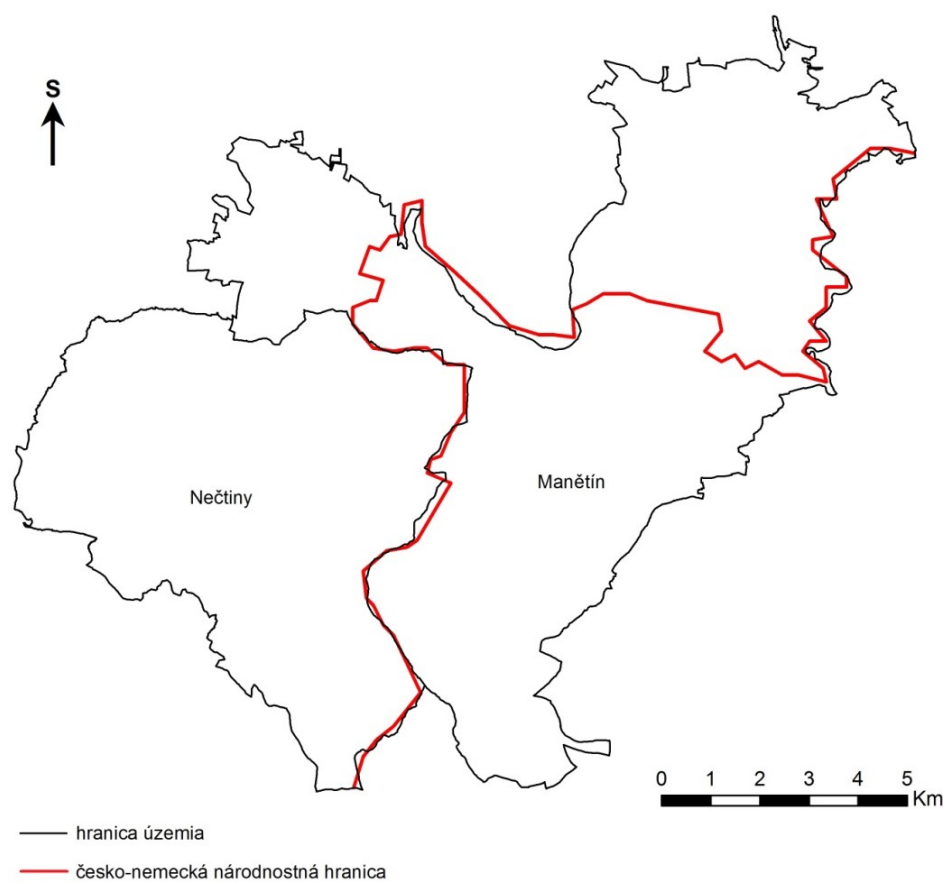 S
Nečtiny
Manětín
0 1 2 3 4 5
Km
hranica územia
česko-nemecká národnostná hranica